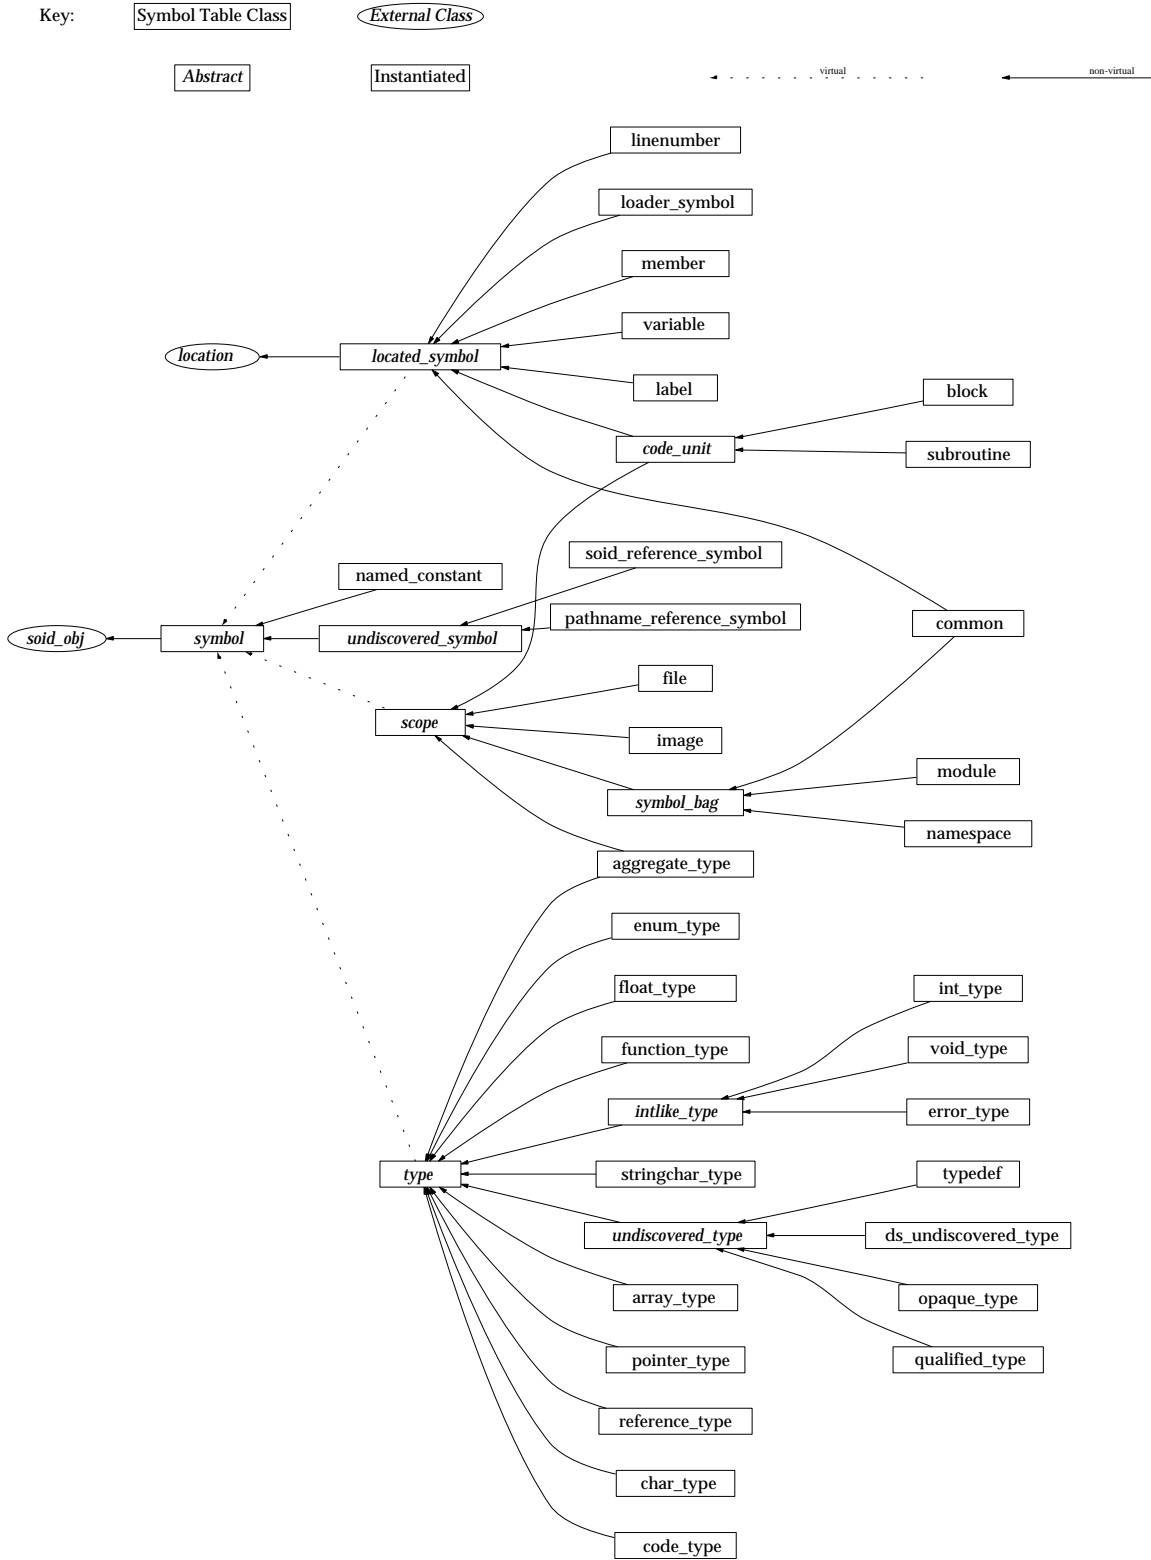 Key:
Symbol Table Class
External Class
Abstract
Instantiated
virtual
non-virtual
linenumber
loader_symbol
member
variable
location
located_symbol
label
block
code_unit
subroutine
soid_reference_symbol
named_constant
pathname_reference_symbol
common
soid_obj
symbol
undiscovered_symbol
file
scope
image
module
symbol_bag
namespace
aggregate_type
enum_type
float_type
int_type
function_type
void_type
intlike_type
error_type
type
stringchar_type
typedef
undiscovered_type
ds_undiscovered_type
array_type
opaque_type
pointer_type
qualified_type
reference_type
char_type
code_type